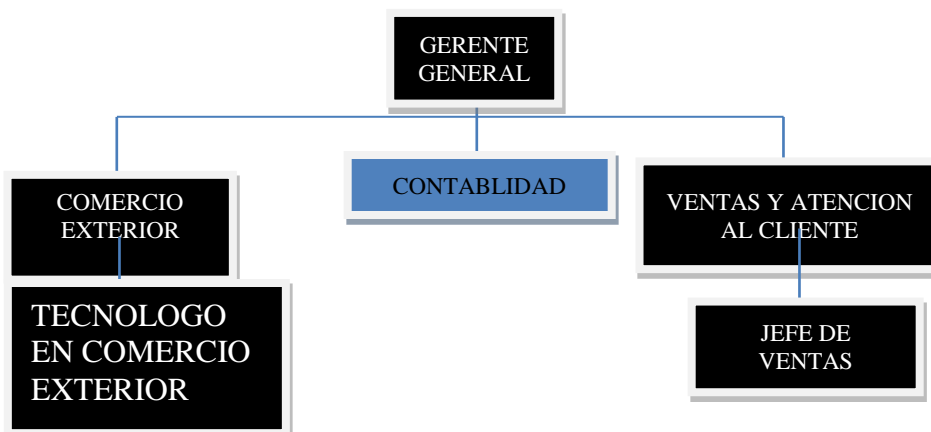 GERENTE
GENERAL
COMERCIO
EXTERIOR
CONTABLIDAD
VENTAS Y ATENCION
AL CLIENTE
TECNOLOGO
EN COMERCIO
EXTERIOR
JEFE DE
VENTAS